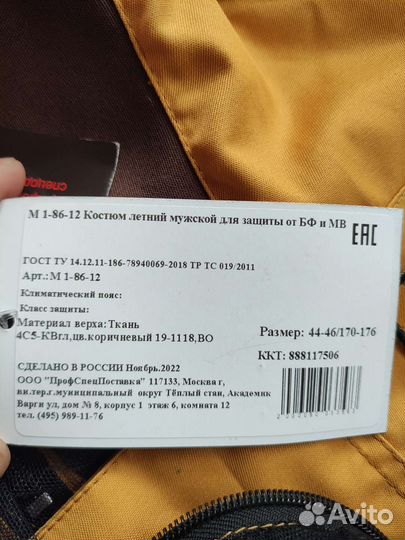 спецод
М 1-86-12 Костюм летний мужской для защиты от БФ и МВ
EAC
ГОСТ ТУ 14.12.11-186-78940069-2018 ТР ТС 019/2011
Арт.: М 1-86-12
Климатический пояс:
Класс защиты:
Материал верха: Ткань
4С5-КВгл,цв.коричневый 19-1118,ВО
Размер: 44-46/170-176
ККТ: 888117506
СДЕЛАНО В РОССИИ Ноябрь.2022
ООО "ПрофСпецПоставка" 117133, Москва г,
вн.тер.г.муниципальный округ Тёплый стан, Академик
Варги ул, дом № 8, корпус 1 этаж 6, комната 12
тел. (495) 989-11-76
Avito